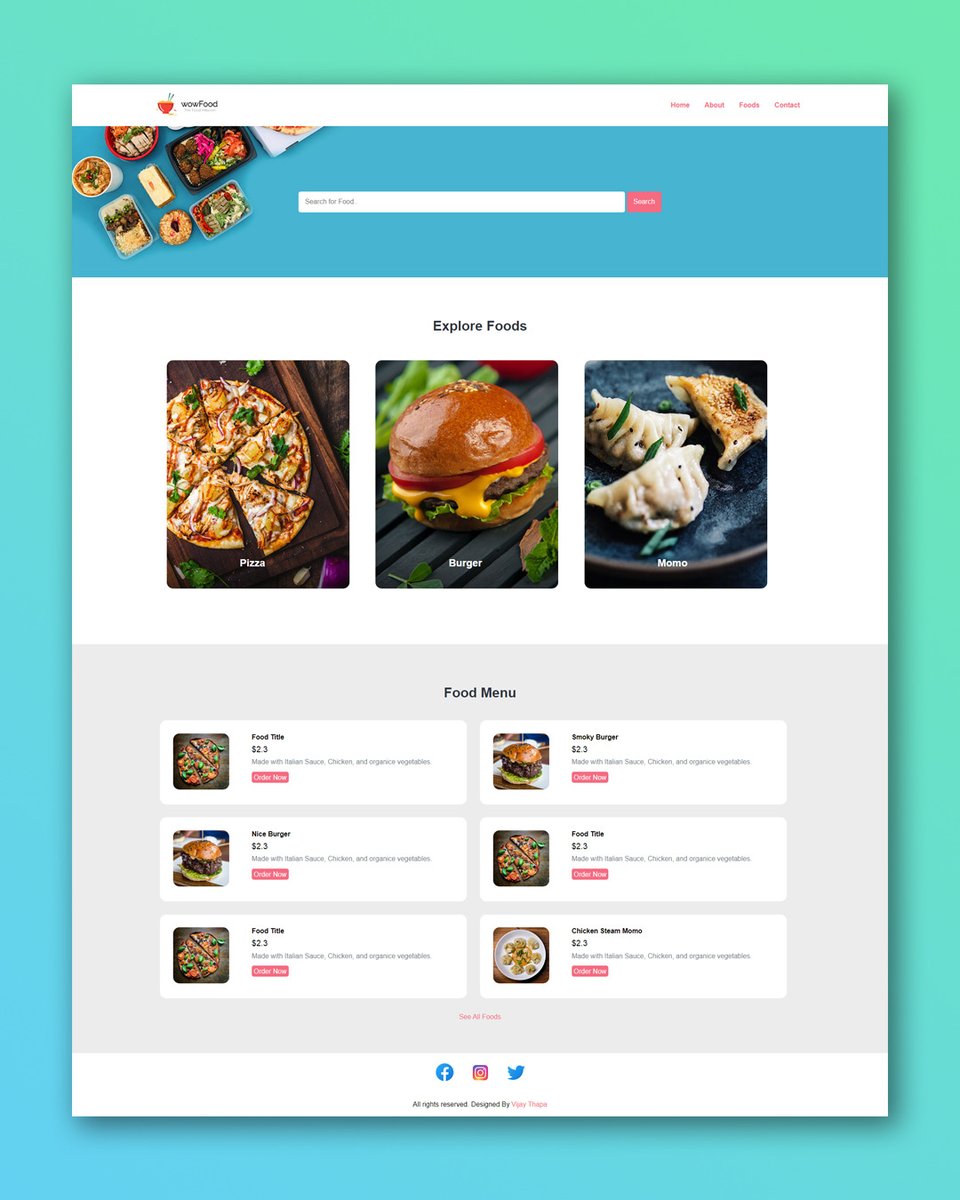 wowFood
Home About Foods Contact
Search for Food
Search
Explore Foods
Pizza
Burger
Momo
Food Menu
Food Title
$2.3
Made with Italian Sauce, Chicken, and organice vegetables.
Order Now
Smoky Burger
$2.3
Made with Italian Sauce, Chicken, and organice vegetables.
Order Now
Nice Burger
$2.3
Made with Italian Sauce, Chicken, and organice vegetables.
Order Now
Food Title
$2.3
Made with Italian Sauce, Chicken, and organice vegetables.
Order Now
Food Title
$2.3
Made with Italian Sauce, Chicken, and organice vegetables.
Order Now
Chicken Steam Momo
$2.3
Made with Italian Sauce, Chicken, and organice vegetables.
Order Now
See All Foods
All rights reserved. Designed By Vijay Thapa